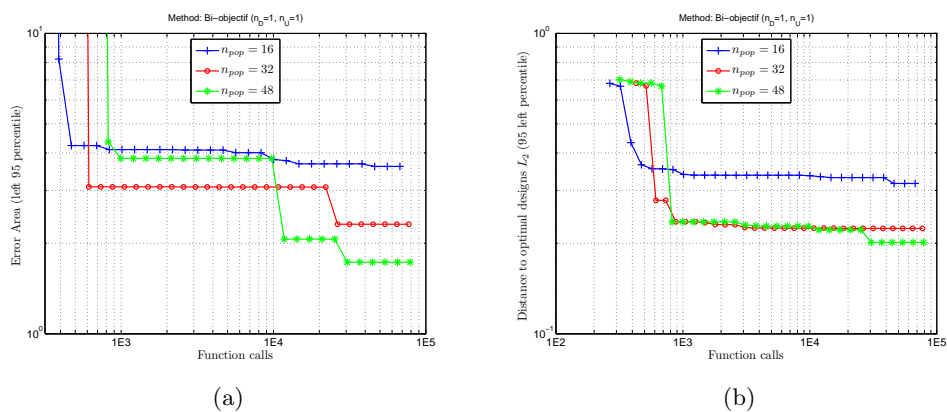 Method: Bi-objectif (n_D=1, n_U=1)
10^1
10^0
Error Area (left 95 percentile)
n_pop = 16
n_pop = 32
n_pop = 48
1E3
1E4
1E5
Function calls
(a)
Method: Bi-objectif (n_D=1, n_U=1)
10^0
10^-1
Distance to optimal designs L_2 (95 left percentile)
n_pop = 16
n_pop = 32
n_pop = 48
1E2
1E3
1E4
1E5
Function calls
(b)